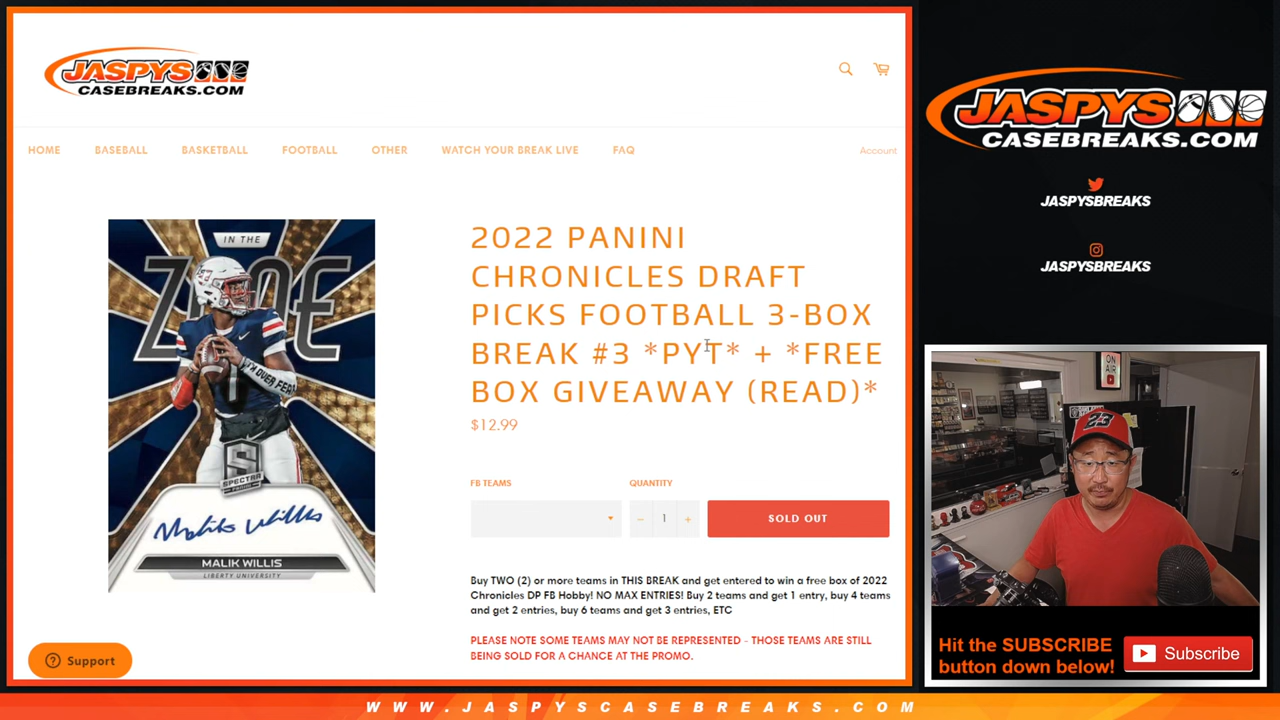 JASPYS
CASEBREAKS.COM
HOME BASEBALL BASKETBALL FOOTBALL OTHER WATCH YOUR BREAK LIVE FAQ Account
IN THE
ZONE
SPECTRA
MALIK WILLIS
LIBERTY UNIVERSITY
2022 PANINI
CHRONICLES DRAFT
PICKS FOOTBALL 3-BOX
BREAK #3 *PYT* + *FREE
BOX GIVEAWAY (READ)*
$12.99
FB TEAMS QUANTITY
− 1 + SOLD OUT
Buy TWO (2) or more teams in THIS BREAK and get entered to win a free box of 2022
Chronicles DP FB Hobby! NO MAX ENTRIES! Buy 2 teams and get 1 entry, buy 4 teams
and get 2 entries, buy 6 teams and get 3 entries, ETC
PLEASE NOTE SOME TEAMS MAY NOT BE REPRESENTED - THOSE TEAMS ARE STILL
BEING SOLD FOR A CHANCE AT THE PROMO.
? Support
JASPYS
CASEBREAKS.COM
JASPYSBREAKS
JASPYSBREAKS
ON
AIR
23
Hit the SUBSCRIBE
button down below!
Subscribe
WWW.JASPYSCASEBREAKS.COM